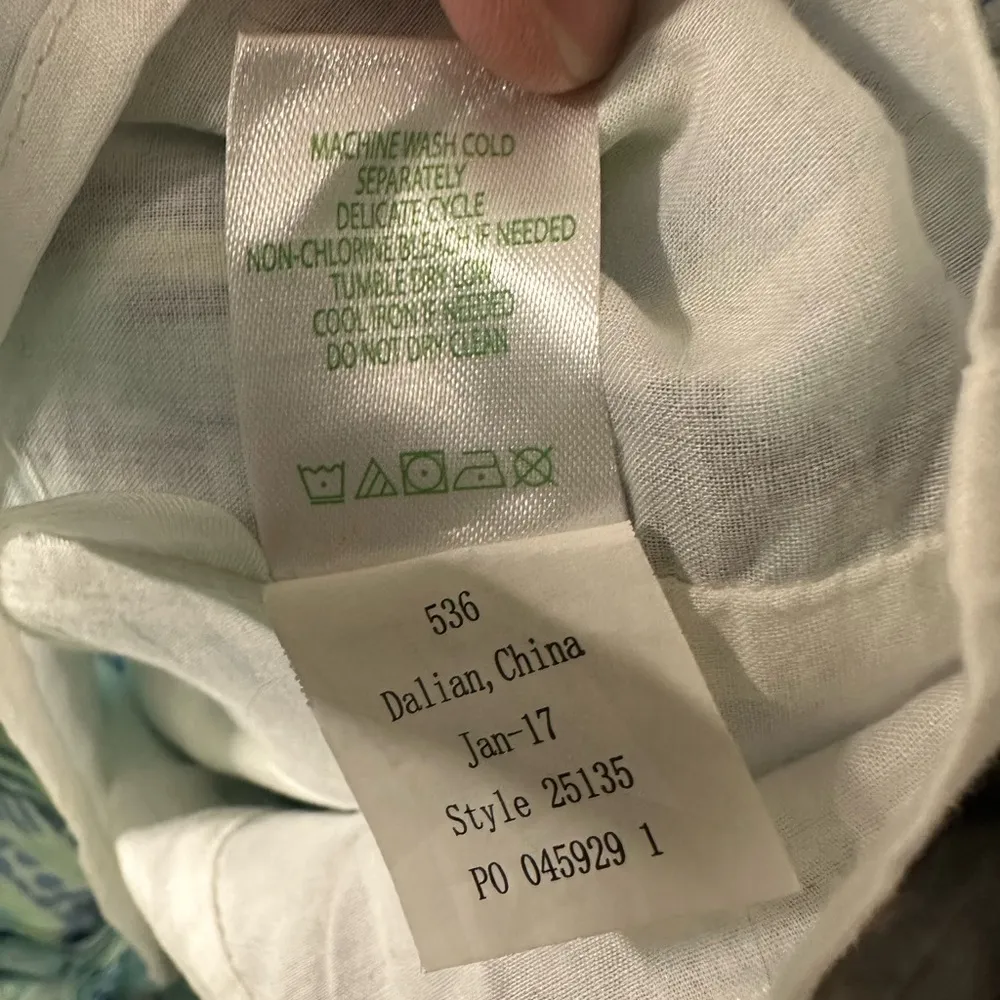 MACHINE WASH COLD
SEPARATELY
DELICATE CYCLE
NON-CHLORINE BLEACH IF NEEDED
TUMBLE DRY LOW
COOL IRON IF NEEDED
DO NOT DRY CLEAN
536
Dalian, China
Jan-17
Style 25135
PO 045929 1